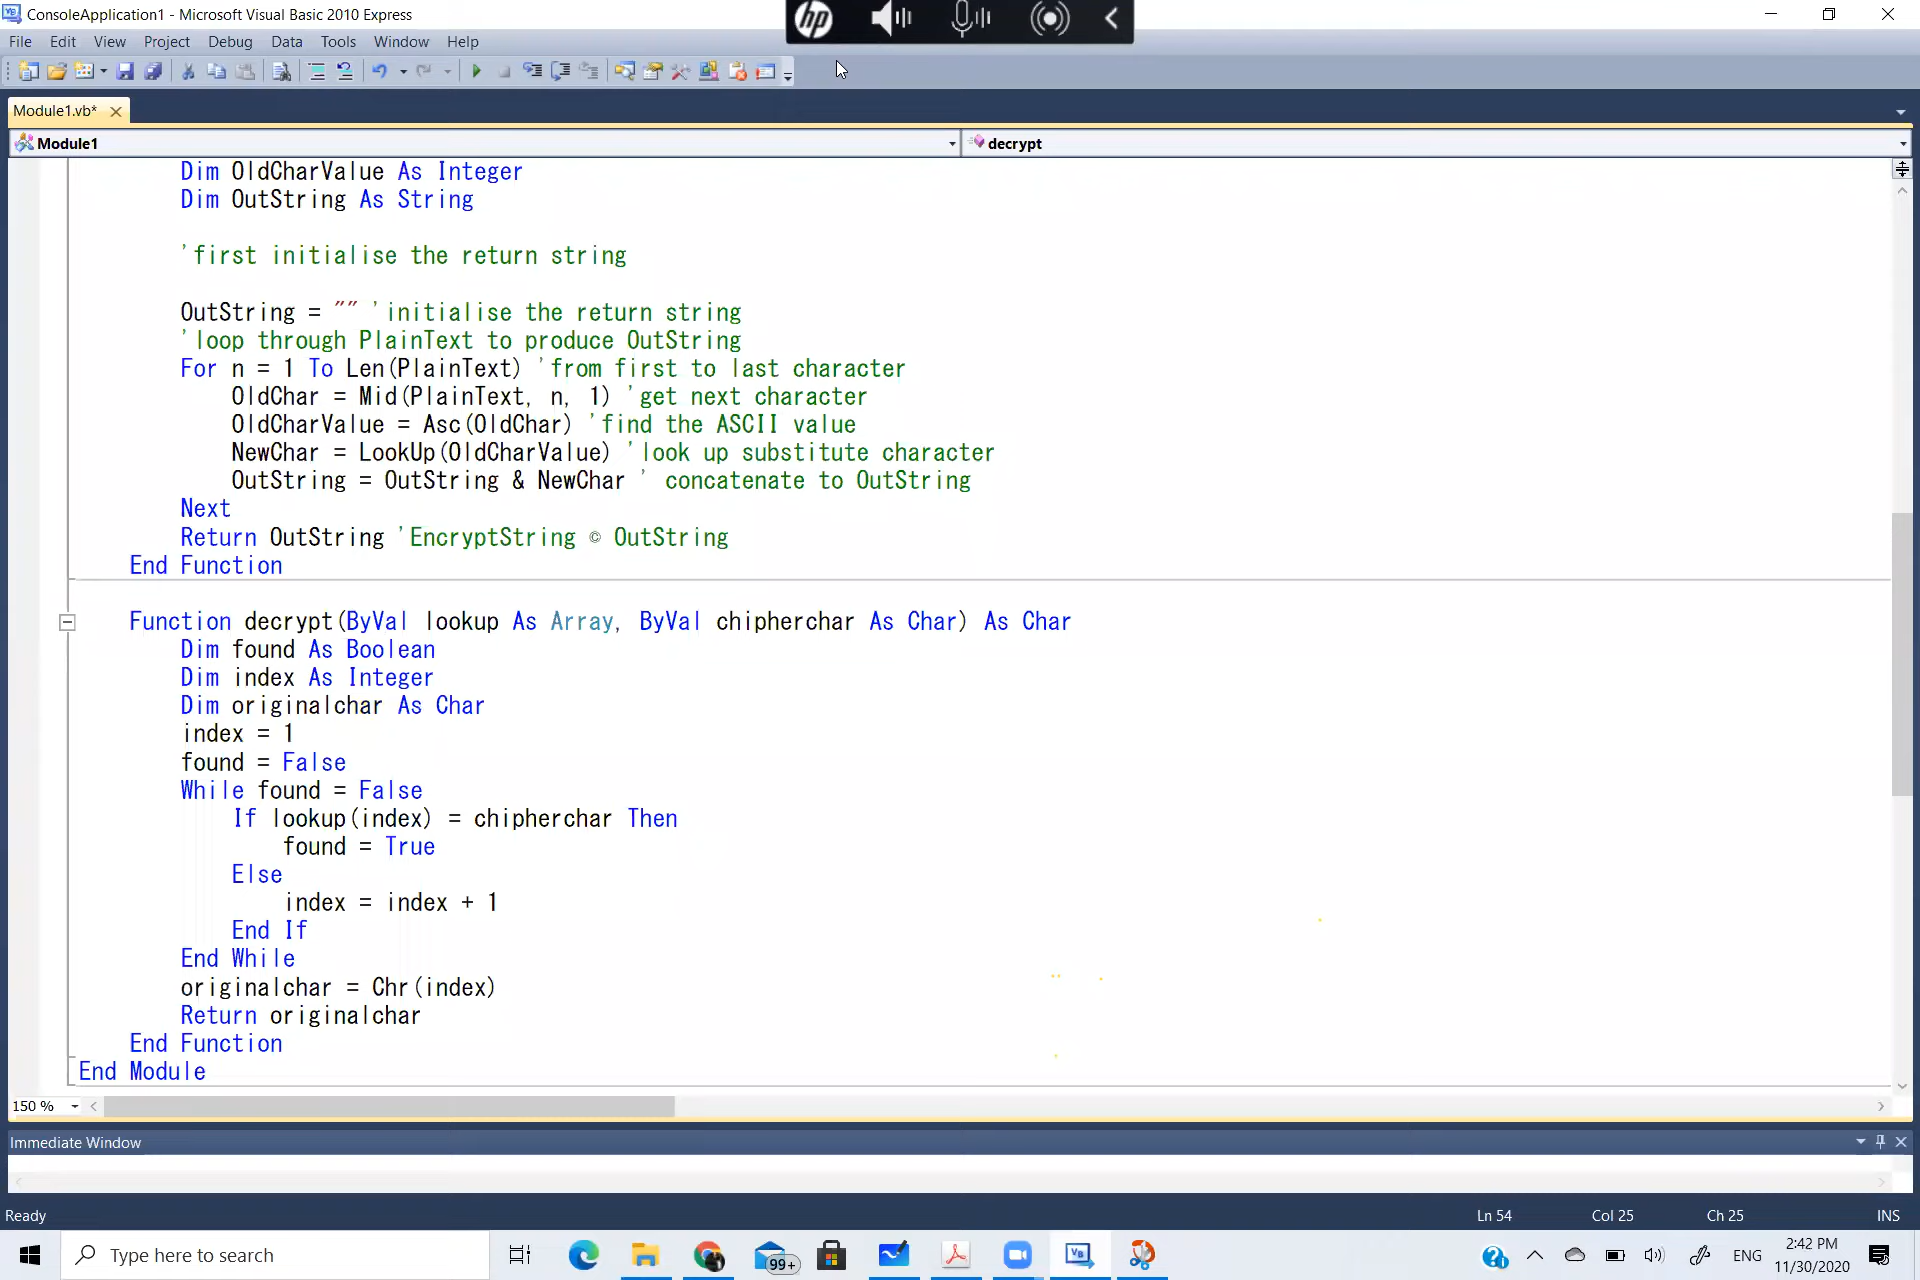 ConsoleApplication1 - Microsoft Visual Basic 2010 Express
hp
File Edit View Project Debug Data Tools Window Help
Module1.vb*
Module1 decrypt
Dim OldCharValue As Integer
Dim OutString As String
'first initialise the return string
OutString = "" 'initialise the return string
'loop through PlainText to produce OutString
For n = 1 To Len(PlainText) 'from first to last character
OldChar = Mid(PlainText, n, 1) 'get next character
OldCharValue = Asc(OldChar) 'find the ASCII value
NewChar = LookUp(OldCharValue) 'look up substitute character
OutString = OutString & NewChar ' concatenate to OutString
Next
Return OutString 'EncryptString © OutString
End Function
Function decrypt(ByVal lookup As Array, ByVal chipherchar As Char) As Char
Dim found As Boolean
Dim index As Integer
Dim originalchar As Char
index = 1
found = False
While found = False
If lookup(index) = chipherchar Then
found = True
Else
index = index + 1
End If
End While
originalchar = Chr(index)
Return originalchar
End Function
End Module
150 %
Immediate Window
Ready Ln 54 Col 25 Ch 25 INS
Type here to search 99+ VB ENG 2:42 PM
11/30/2020